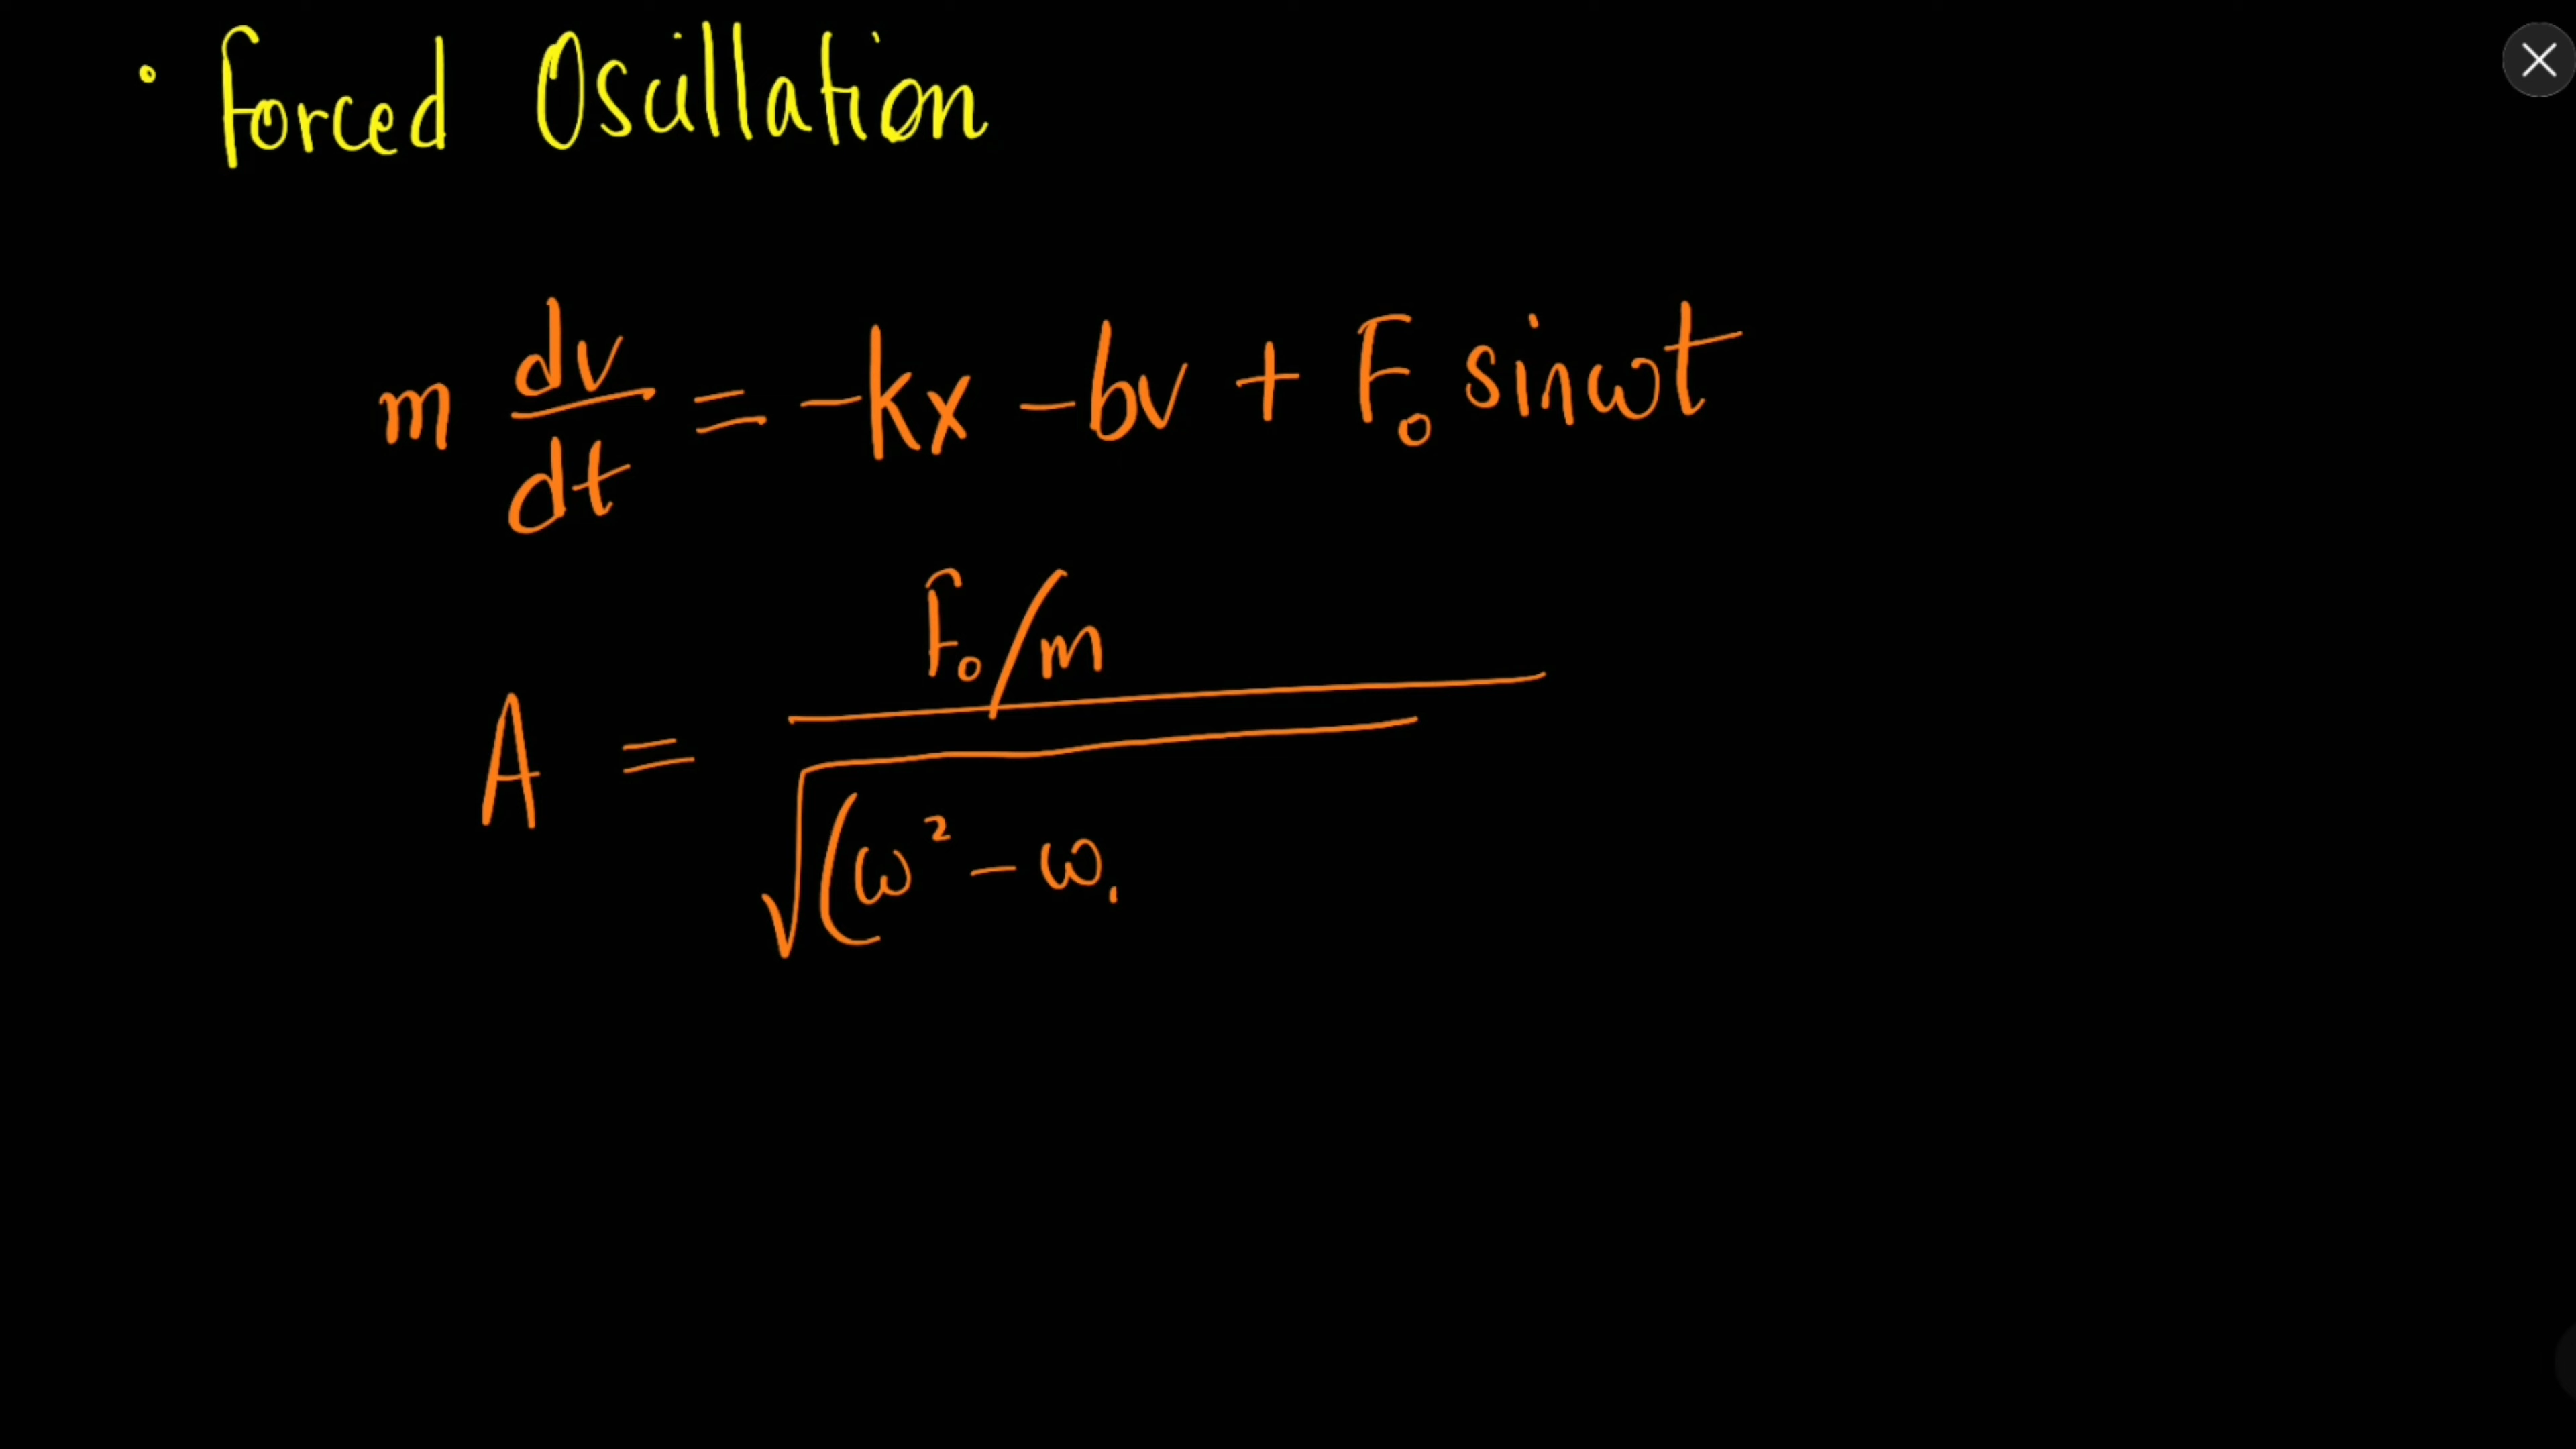 • Forced Oscillation
m dv/dt = -kx - bv + F₀ sinωt
A = F₀/m / √(ω² - ω